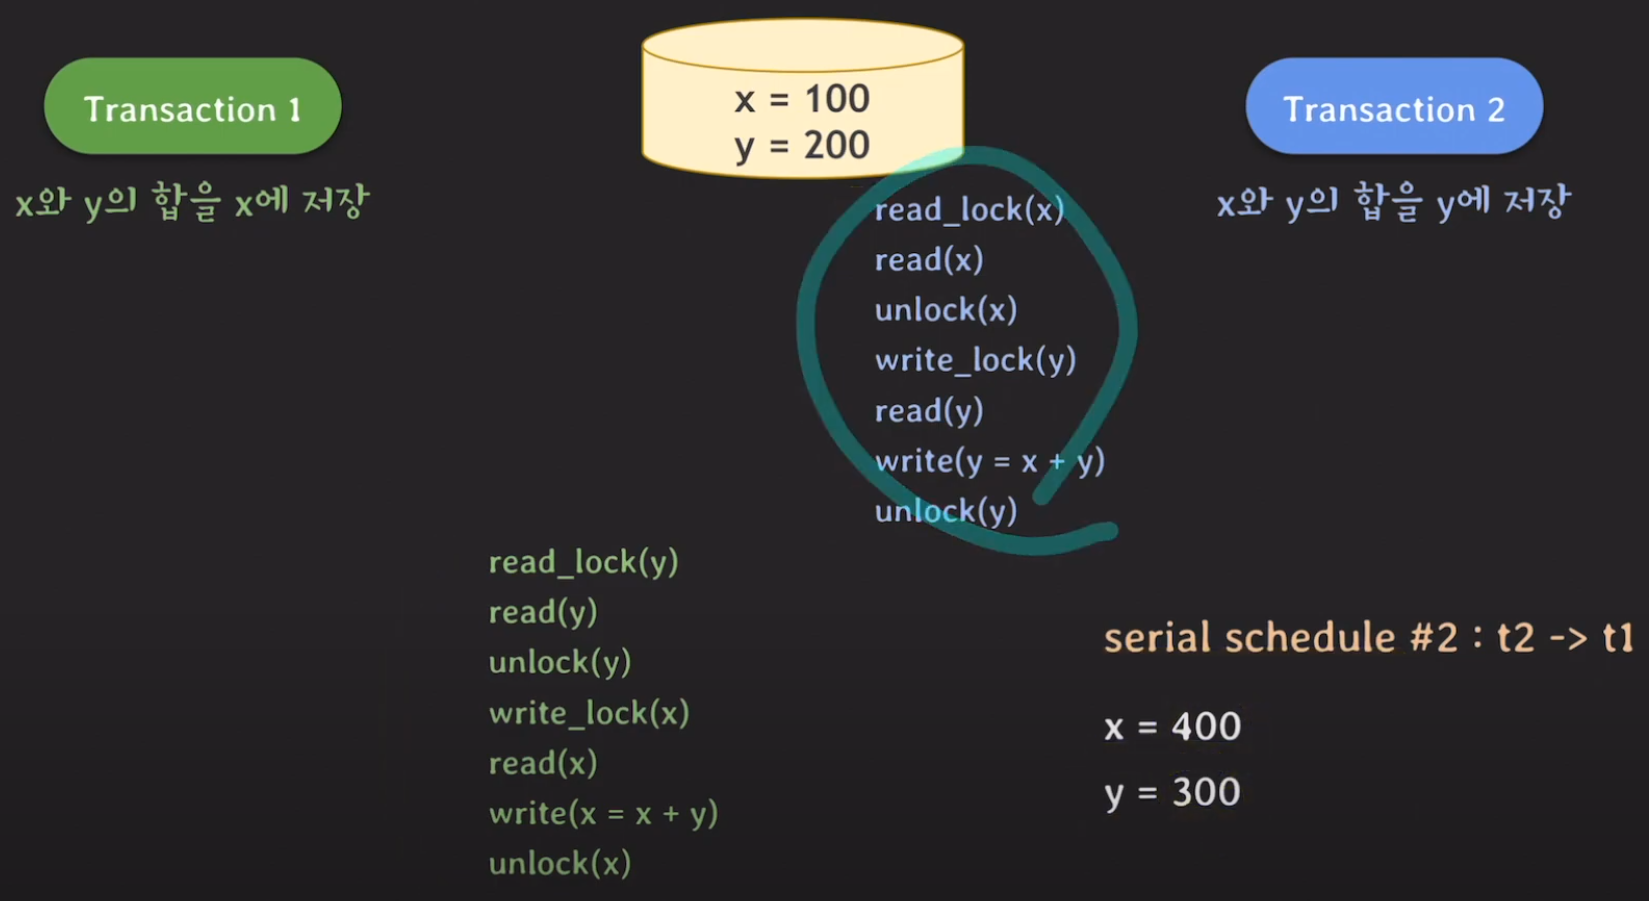 Transaction 1
x와 y의 합을 x에 저장
x = 100
y = 200
Transaction 2
x와 y의 합을 y에 저장
read_lock(x)
read(x)
unlock(x)
write_lock(y)
read(y)
write(y = x + y)
unlock(y)
read_lock(y)
read(y)
unlock(y)
write_lock(x)
read(x)
write(x = x + y)
unlock(x)
serial schedule #2 : t2 -> t1
x = 400
y = 300